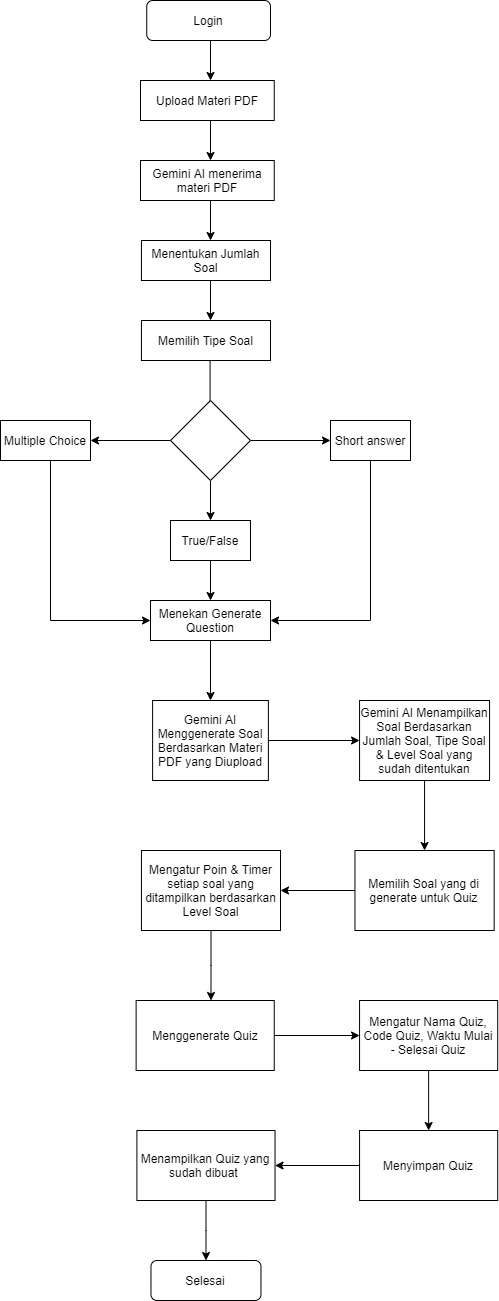 Login
Upload Materi PDF
Gemini AI menerima
materi PDF
Menentukan Jumlah
Soal
Memilih Tipe Soal
Multiple Choice
Short answer
True/False
Menekan Generate
Question
Gemini AI
Menggenerate Soal
Berdasarkan Materi
PDF yang Diupload
Gemini AI Menampilkan
Soal Berdasarkan
Jumlah Soal, Tipe Soal
& Level Soal yang
sudah ditentukan
Mengatur Poin & Timer
setiap soal yang
ditampilkan berdasarkan
Level Soal
Memilih Soal yang di
generate untuk Quiz
Menggenerate Quiz
Mengatur Nama Quiz,
Code Quiz, Waktu Mulai
- Selesai Quiz
Menampilkan Quiz yang
sudah dibuat
Menyimpan Quiz
Selesai